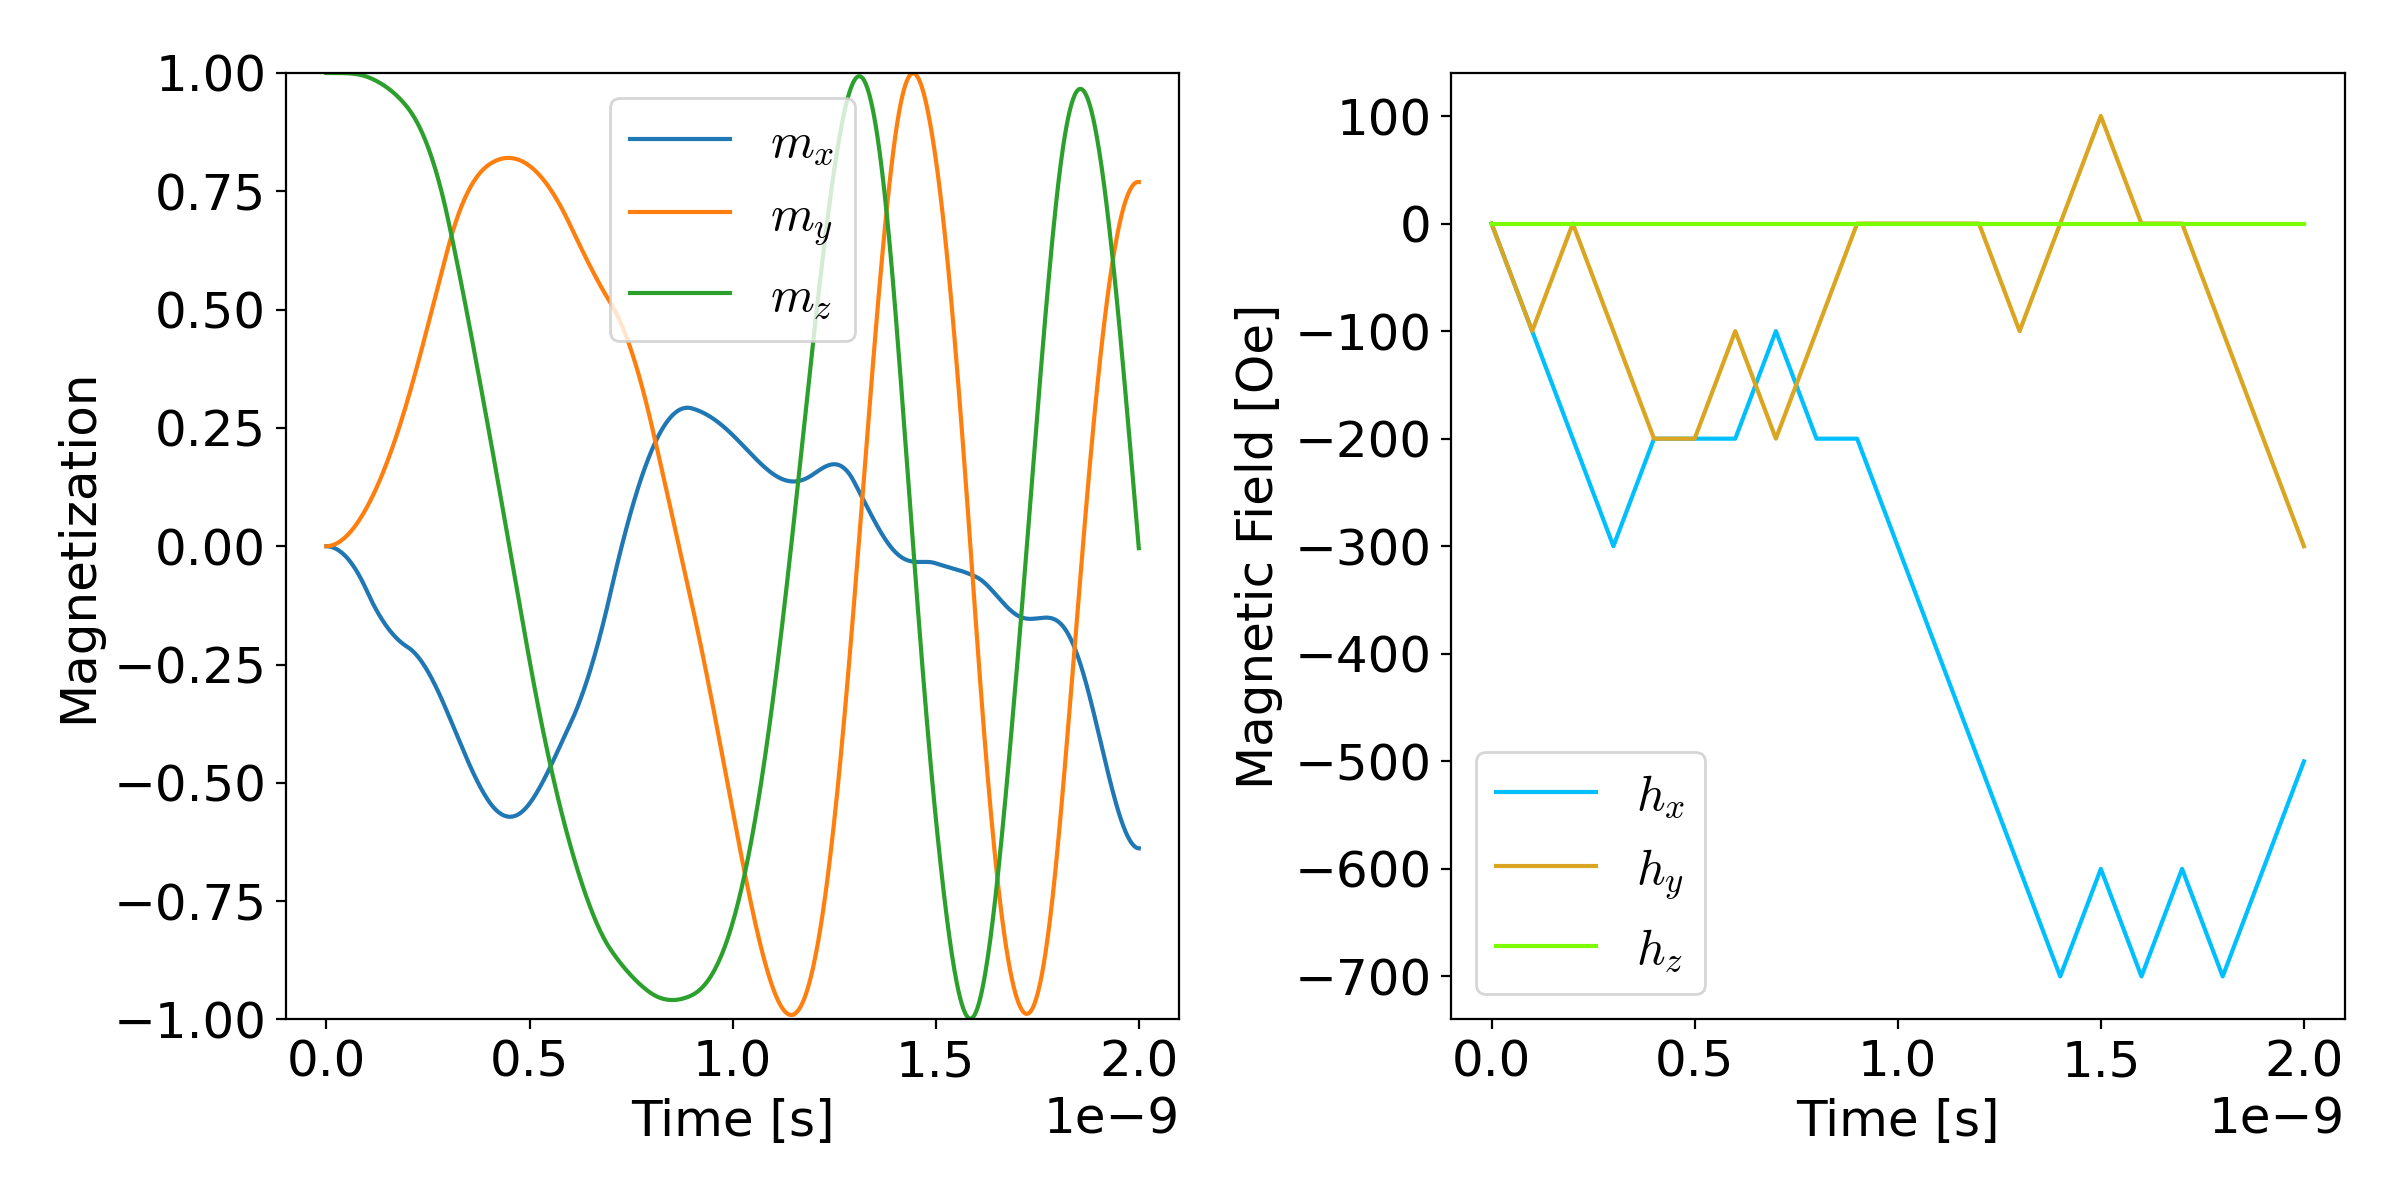 Magnetization
1.00
0.75
0.50
0.25
0.00
−0.25
−0.50
−0.75
−1.00
m_x
m_y
m_z
0.0 0.5 1.0 1.5 2.0
Time [s]
1e−9
Magnetic Field [Oe]
100
0
−100
−200
−300
−400
−500
−600
−700
h_x
h_y
h_z
0.0 0.5 1.0 1.5 2.0
Time [s]
1e−9